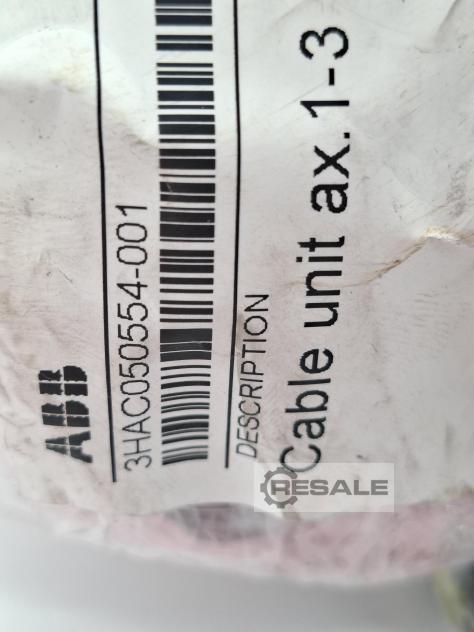 ABB
3HAC050554-001
DESCRIPTION
Cable unit ax.1-3
RESALE